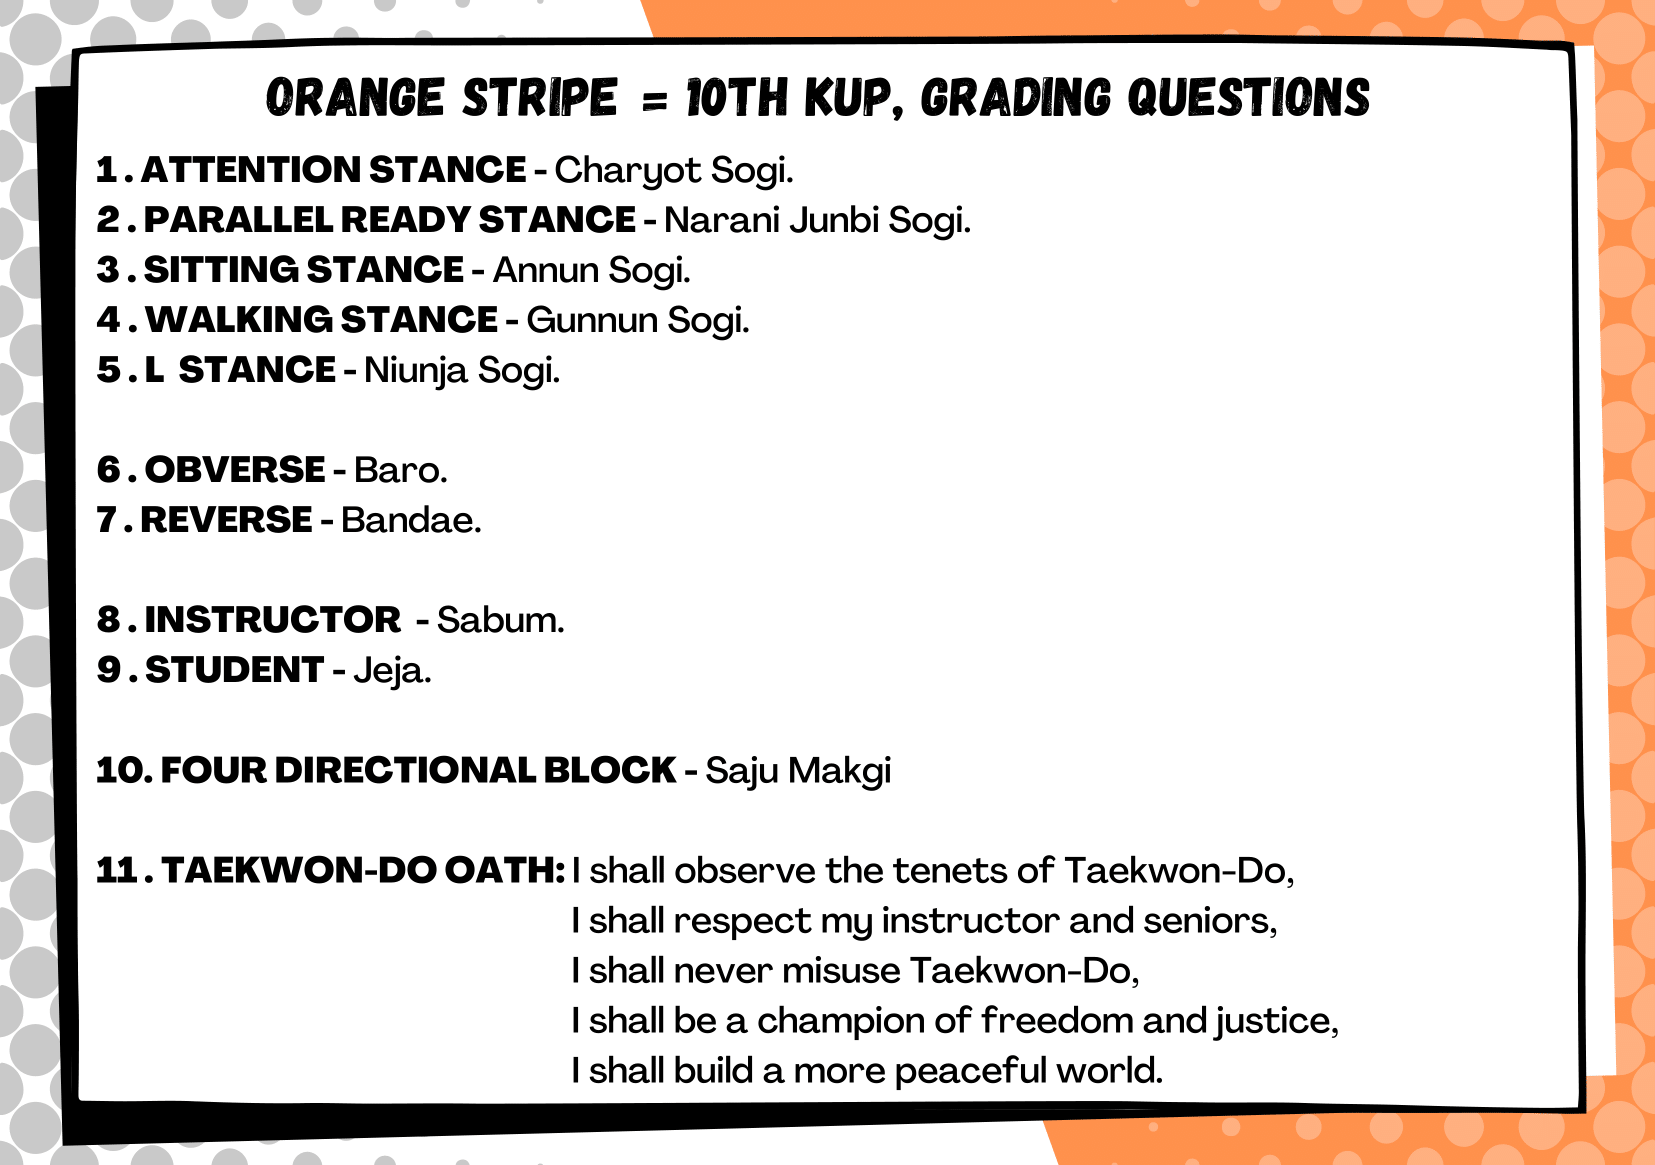 ORANGE STRIPE = 10TH KUP, GRADING QUESTIONS
1. ATTENTION STANCE - Charyot Sogi.
2. PARALLEL READY STANCE - Narani Junbi Sogi.
3. SITTING STANCE - Annun Sogi.
4. WALKING STANCE - Gunnun Sogi.
5. L STANCE - Niunja Sogi.
6. OBVERSE - Baro.
7. REVERSE - Bandae.
8. INSTRUCTOR - Sabum.
9. STUDENT - Jeja.
10. FOUR DIRECTIONAL BLOCK - Saju Makgi
11. TAEKWON-DO OATH: I shall observe the tenets of Taekwon-Do,
I shall respect my instructor and seniors,
I shall never misuse Taekwon-Do,
I shall be a champion of freedom and justice,
I shall build a more peaceful world.